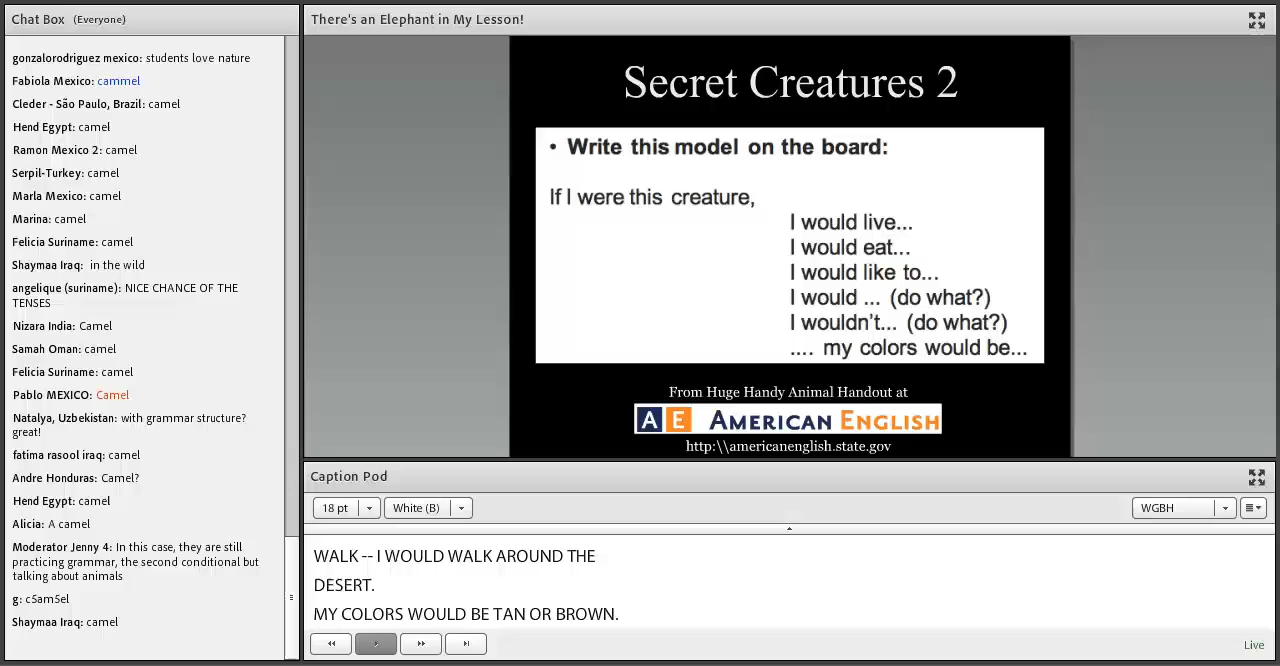 Chat Box (Everyone)
gonzalorodriguez mexico: students love nature
Fabiola Mexico: cammel
Cleder - São Paulo, Brazil: camel
Hend Egypt: camel
Ramon Mexico 2: camel
Serpil-Turkey: camel
Marla Mexico: camel
Marina: camel
Felicia Suriname: camel
Shaymaa Iraq: in the wild
angelique (suriname): NICE CHANCE OF THE
TENSES
Nizara India: Camel
Samah Oman: camel
Felicia Suriname: camel
Pablo MEXICO: Camel
Natalya, Uzbekistan: with grammar structure?
great!
fatima rasool iraq: camel
Andre Honduras: Camel?
Hend Egypt: camel
Alicia: A camel
Moderator Jenny 4: In this case, they are still
practicing grammar, the second conditional but
talking about animals
g: c5am5el
Shaymaa Iraq: camel
There's an Elephant in My Lesson!
Secret Creatures 2
• Write this model on the board:
If I were this creature,
I would live...
I would eat...
I would like to...
I would ... (do what?)
I wouldn't... (do what?)
.... my colors would be...
From Huge Handy Animal Handout at
AE AMERICAN ENGLISH
http:\\americanenglish.state.gov
Caption Pod
18 pt White (B) WGBH
WALK -- I WOULD WALK AROUND THE
DESERT.
MY COLORS WOULD BE TAN OR BROWN.
Live